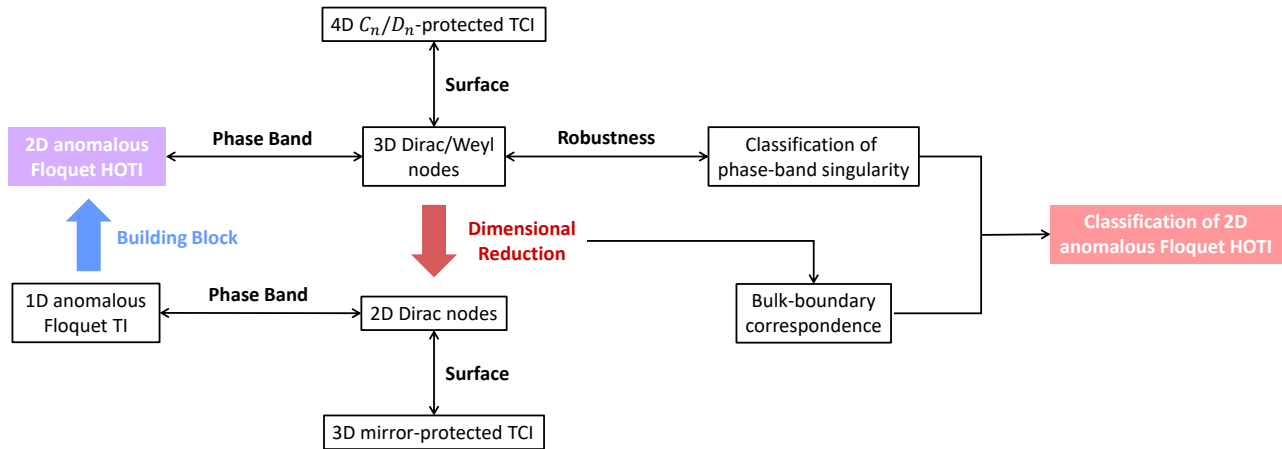 4D $C_n/D_n$-protected TCI
Surface
2D anomalous
Floquet HOTI
Phase Band
3D Dirac/Weyl
nodes
Robustness
Classification of
phase-band singularity
Building Block
Dimensional
Reduction
Classification of 2D
anomalous Floquet HOTI
1D anomalous
Floquet TI
Phase Band
2D Dirac nodes
Bulk-boundary
correspondence
Surface
3D mirror-protected TCI